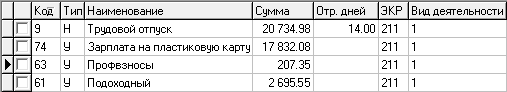 Код Тип Наименование Сумма Отр. дней ЭКР Вид деятельности
9 Н Трудовой отпуск 20 734.98 14.00 211 1
74 У Зарплата на пластиковую карту 17 832.08 211 1
63 У Профвзносы 207.35 211 1
61 У Подоходный 2 695.55 211 1